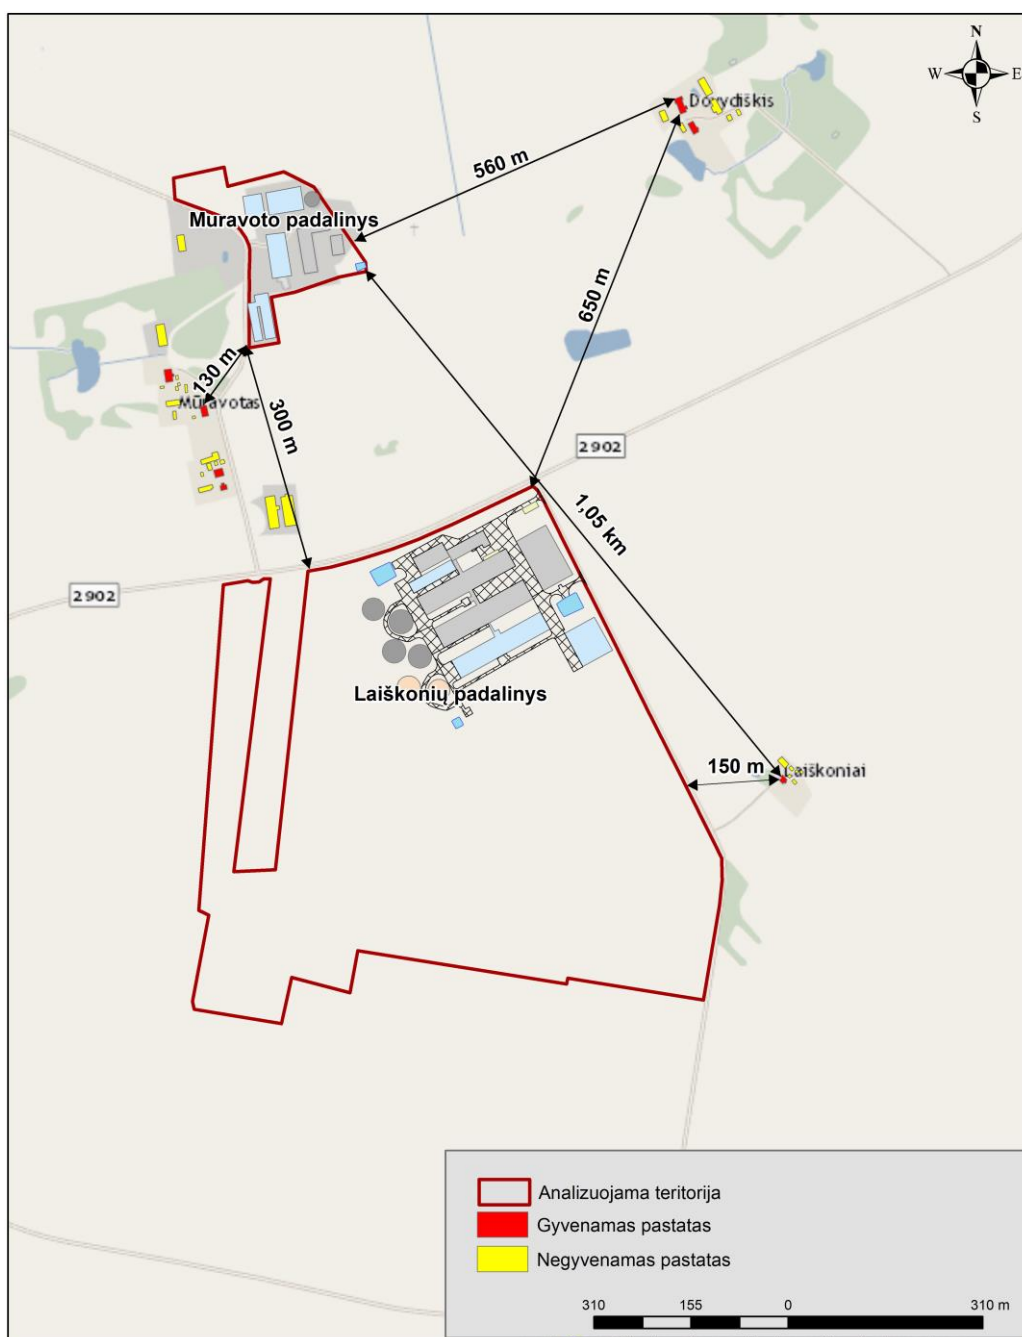 N
W E
S
Dovydiškis
560 m
Muravoto padalinys
650 m
130 m
Mūravotas
300 m
2902
1,05 km
2902
Laiškonių padalinys
150 m
Laiškoniai
Analizuojama teritorija
Gyvenamas pastatas
Negyvenamas pastatas
310 155 0 310 m